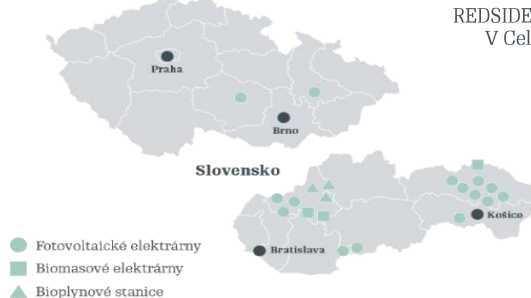 REDSIDE
V Cel
Praha
Brno
Slovensko
Košice
Bratislava
Fotovoltaické elektrárny
Biomasové elektrárny
Bioplynové stanice